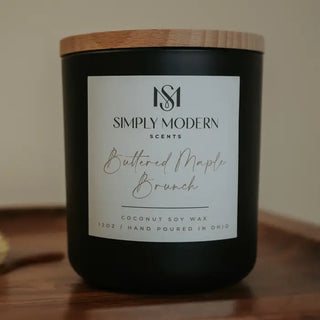 SM
SIMPLY MODERN
SCENTS
Buttered Maple
Brunch
COCONUT SOY WAX
12OZ / HAND POURED IN OHIO